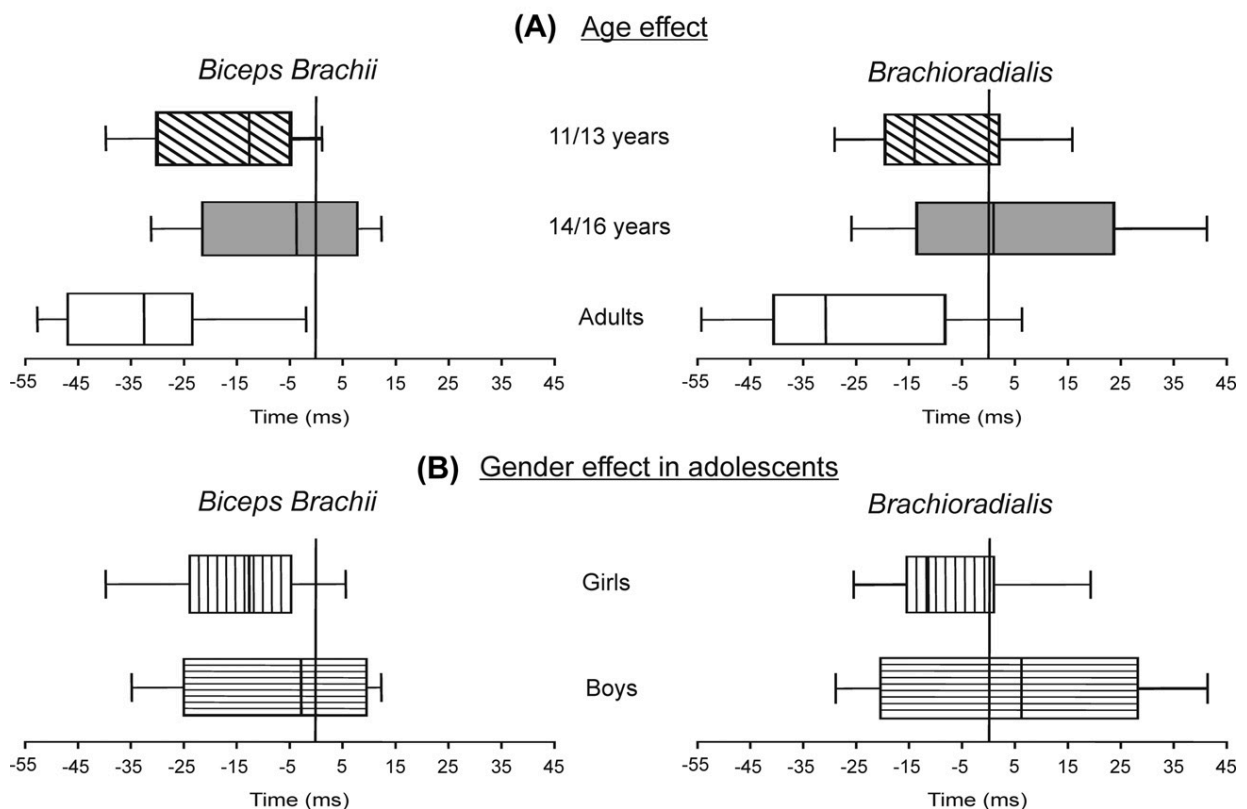 (A) Age effect
Biceps Brachii Brachioradialis
11/13 years
14/16 years
Adults
-55 -45 -35 -25 -15 -5 5 15 25 35 45 -55 -45 -35 -25 -15 -5 5 15 25 35 45
Time (ms) Time (ms)
(B) Gender effect in adolescents
Biceps Brachii Brachioradialis
Girls
Boys
-55 -45 -35 -25 -15 -5 5 15 25 35 45 -55 -45 -35 -25 -15 -5 5 15 25 35 45
Time (ms) Time (ms)